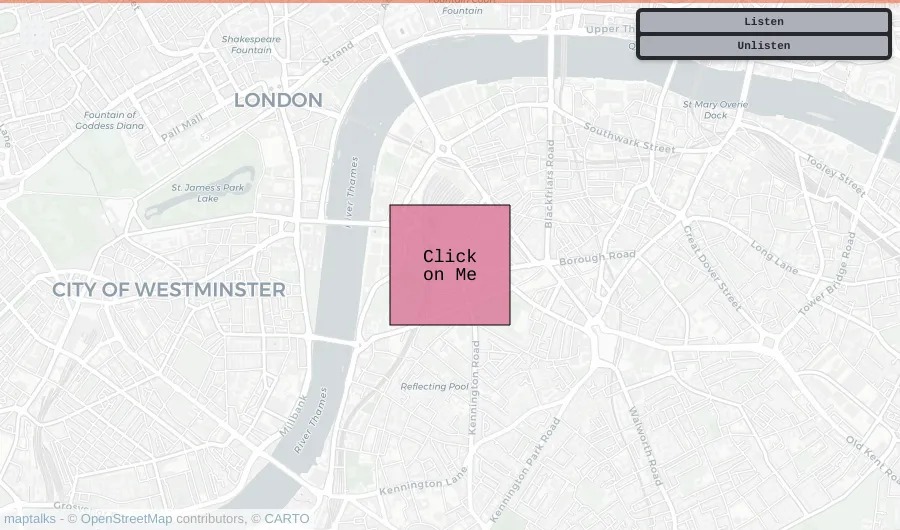 Fountain
Listen
Unlisten
Shakespeare
Fountain
Strand
LONDON
Fountain of
Goddess Diana
Pall Mall
Lane
St Mary Overie
Dock
Southwark Street
Tooley Street
St. James's Park
Lake
River Thames
Blackfriars Road
Click
on Me
Borough Road
Great Dover Street
Long Lane
Tower Bridge Road
CITY OF WESTMINSTER
Reflecting Pool
Kennington Road
Millbank
River Thames
Kennington Lane
Kennington Park Road
Walworth Road
Old Kent Road
maptalks - © OpenStreetMap contributors, © CARTO